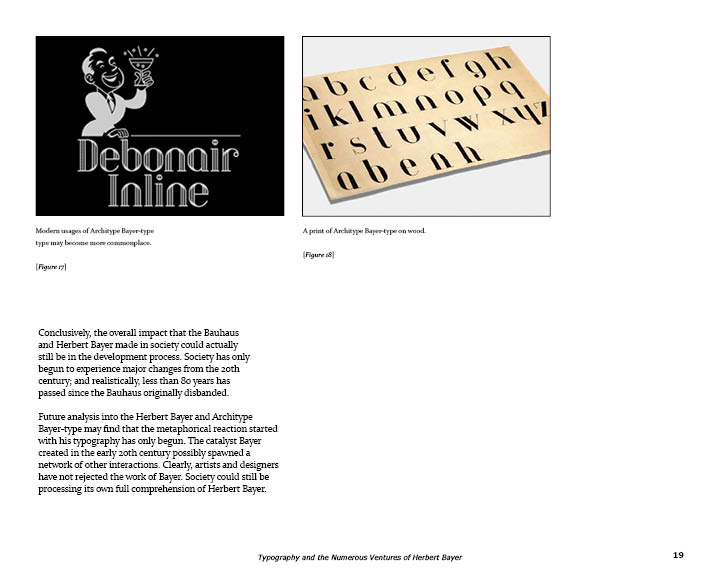 Debonair
Inline
a b c d e f g h
i k l m n o p q
r s t u v w x y z
a b e n h
Modern usages of Architype Bayer-type
type may become more commonplace.
[Figure 17]
A print of Architype Bayer-type on wood.
[Figure 18]
Conclusively, the overall impact that the Bauhaus
and Herbert Bayer made in society could actually
still be in the development process. Society has only
begun to experience major changes from the 20th
century; and realistically, less than 80 years has
passed since the Bauhaus originally disbanded.
Future analysis into the Herbert Bayer and Architype
Bayer-type may find that the metaphorical reaction started
with his typography has only begun. The catalyst Bayer
created in the early 20th century possibly spawned a
network of other interactions. Clearly, artists and designers
have not rejected the work of Bayer. Society could still be
processing its own full comprehension of Herbert Bayer.
Typography and the Numerous Ventures of Herbert Bayer
19